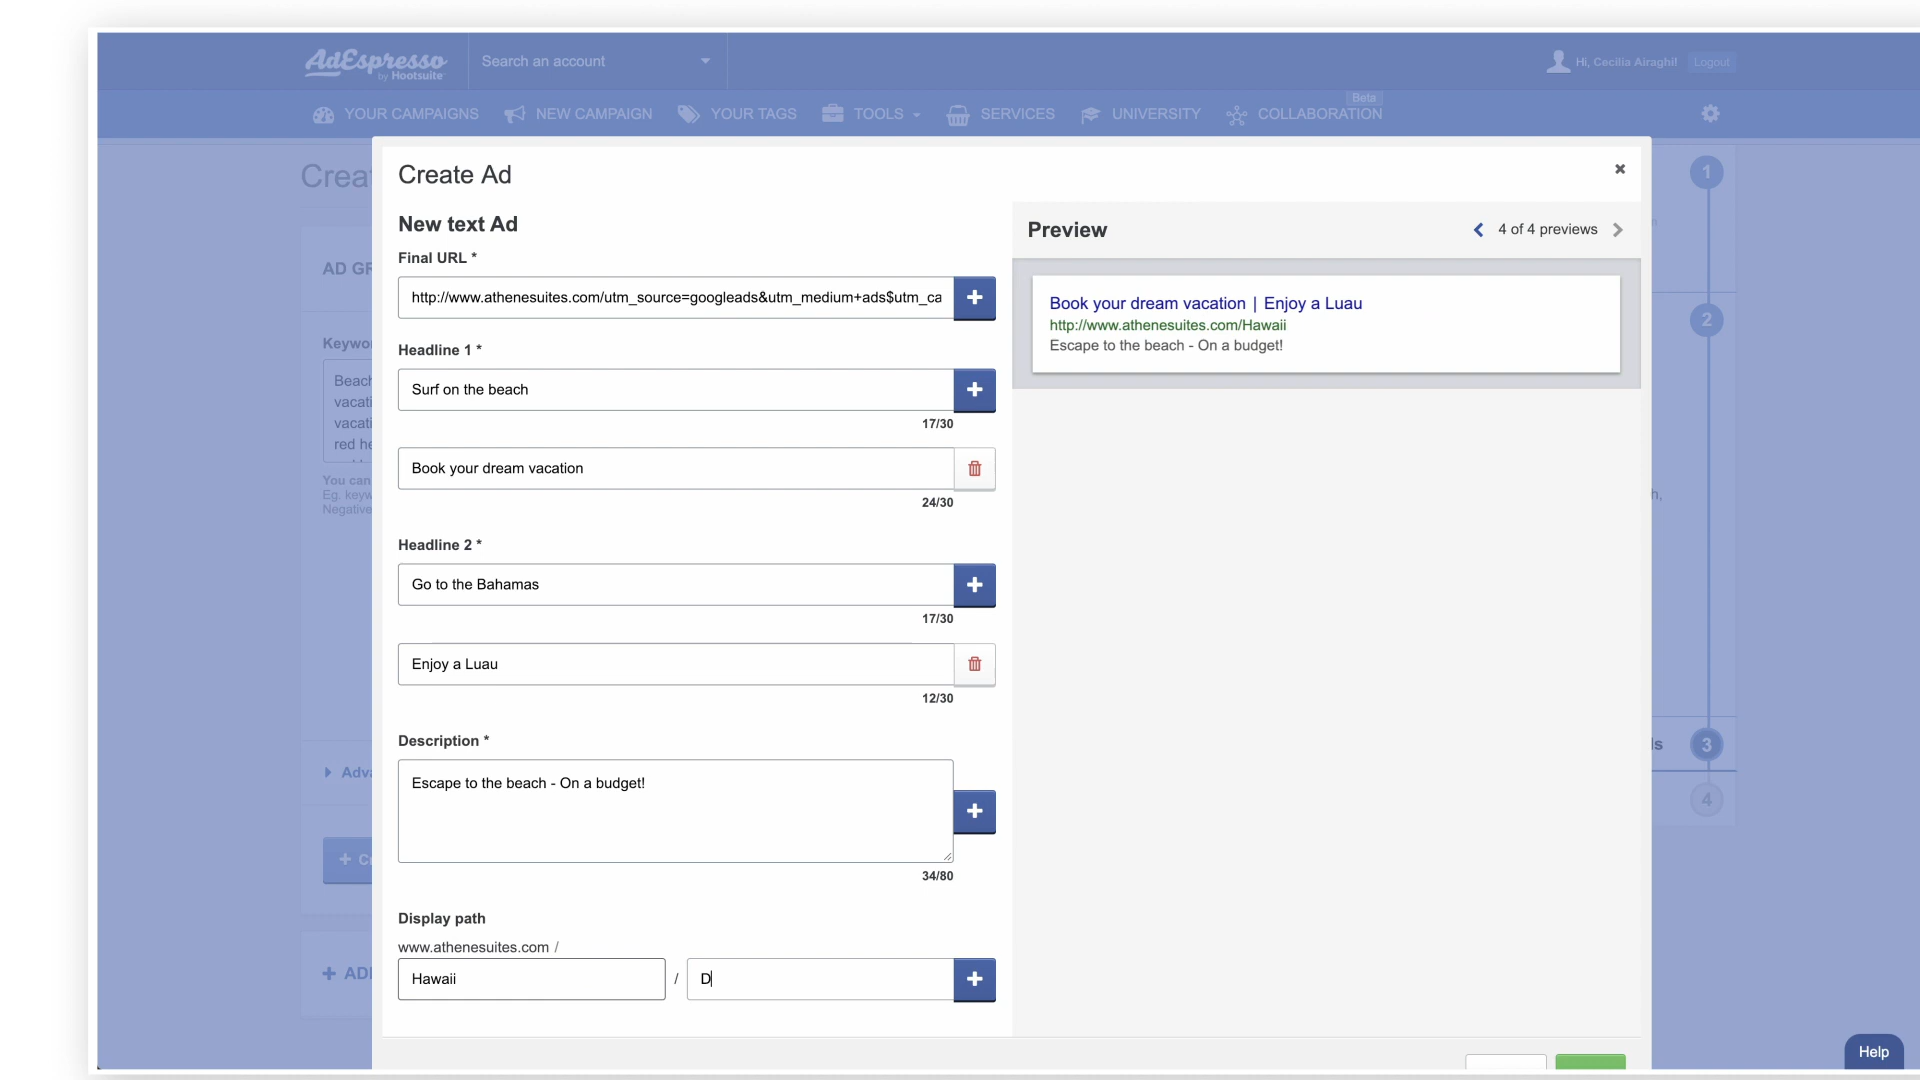 AdEspresso
by Hootsuite
Search an account
Hi, Cecilia Airaghi!
Logout
YOUR CAMPAIGNS
NEW CAMPAIGN
YOUR TAGS
TOOLS
SERVICES
UNIVERSITY
COLLABORATION
Beta
Create Ad
New text Ad
Final URL *
http://www.athenesuites.com/utm_source=googleads&utm_medium+ads$utm_ca
Headline 1 *
Surf on the beach
17/30
Book your dream vacation
24/30
Headline 2 *
Go to the Bahamas
17/30
Enjoy a Luau
12/30
Description *
Escape to the beach - On a budget!
34/80
Display path
www.athenesuites.com /
Hawaii / D
Preview
4 of 4 previews
Book your dream vacation | Enjoy a Luau
http://www.athenesuites.com/Hawaii
Escape to the beach - On a budget!
Crea
AD GR
Keywo
Beach
vacati
vacati
red he
You can
Eg. keyw
Negative
Adva
+ Cr
+ AD
1
2
3
4
h,
ls
Help